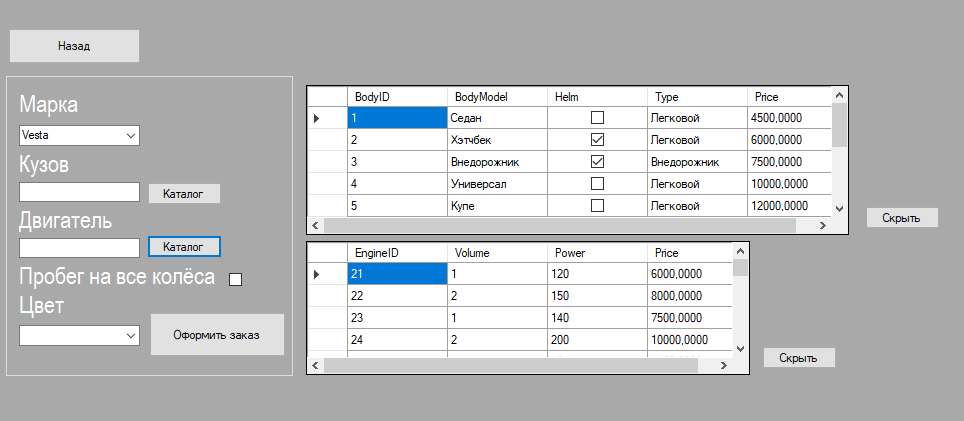 Назад
Марка
Vesta
Кузов
Каталог
Двигатель
Каталог
Пробег на все колёса
Цвет
Оформить заказ
BodyID BodyModel Helm Type Price
1 Седан Легковой 4500,0000
2 Хэтчбек Легковой 6000,0000
3 Внедорожник Внедорожник 7500,0000
4 Универсал Легковой 10000,0000
5 Купе Легковой 12000,0000
Скрыть
EngineID Volume Power Price
21 1 120 6000,0000
22 2 150 8000,0000
23 1 140 7500,0000
24 2 200 10000,0000
Скрыть